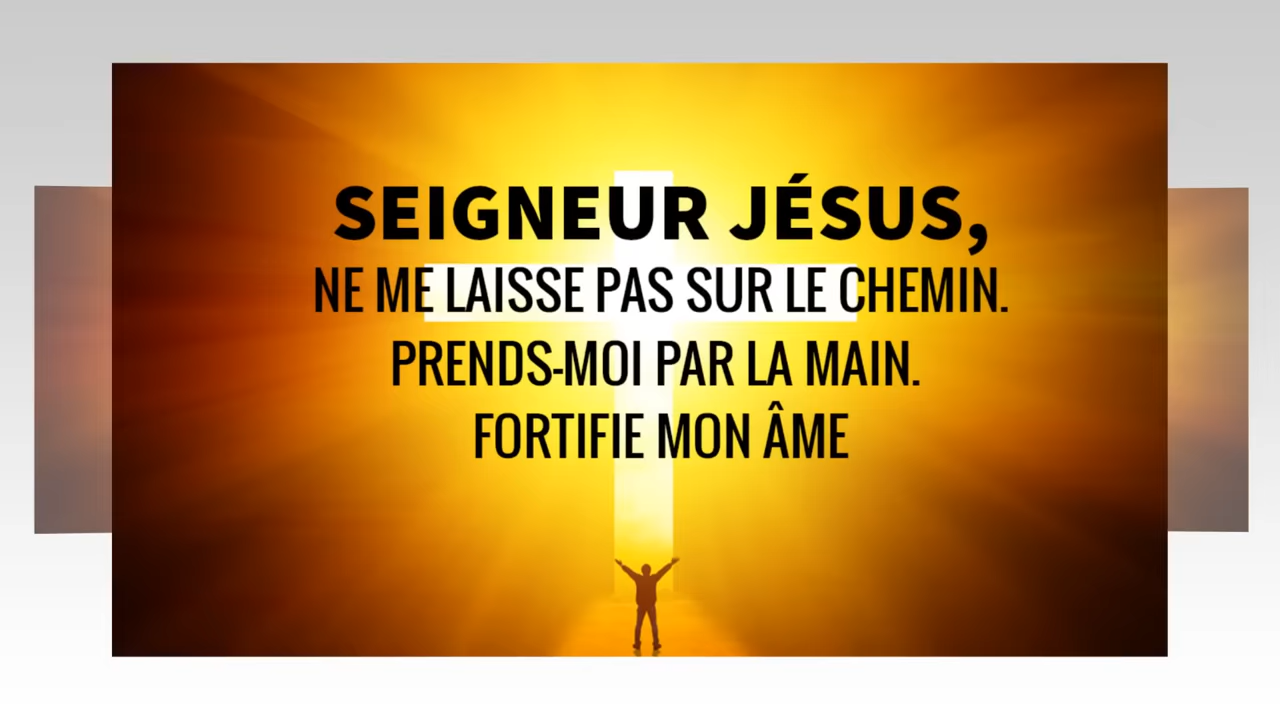 SEIGNEUR JÉSUS,
NE ME LAISSE PAS SUR LE CHEMIN.
PRENDS-MOI PAR LA MAIN.
FORTIFIE MON ÂME